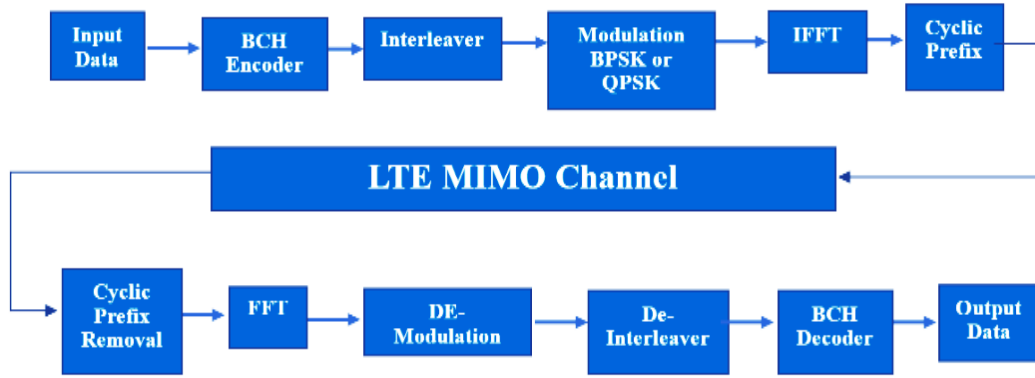 Input
Data
BCH
Encoder
Interleaver
Modulation
BPSK or
QPSK
IFFT
Cyclic
Prefix
LTE MIMO Channel
Cyclic
Prefix
Removal
FFT
DE-
Modulation
De-
Interleaver
BCH
Decoder
Output
Data